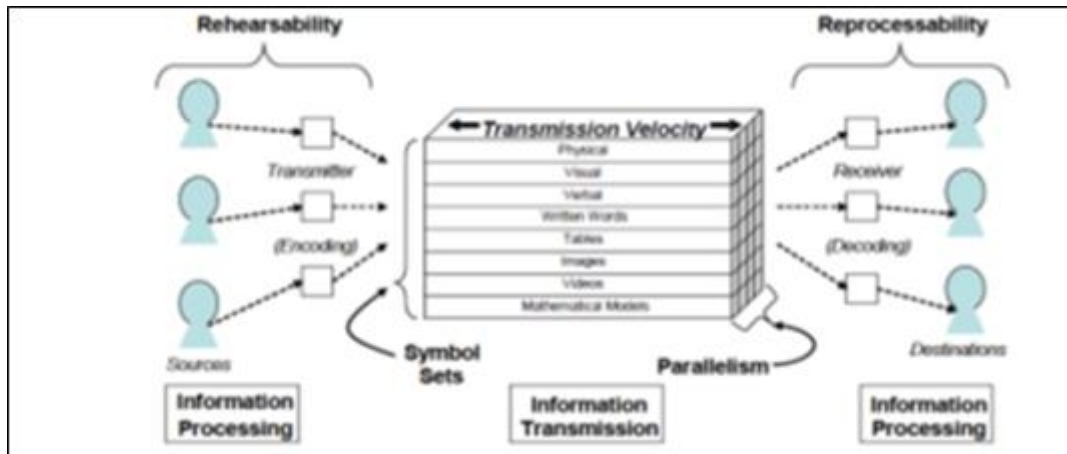 Rehearsability
Reprocessability
Transmission Velocity
Physical
Visual
Verbal
Written Words
Tables
Images
Videos
Mathematical Models
Transmitter
(Encoding)
Sources
Receiver
(Decoding)
Destinations
Symbol
Sets
Parallelism
Information
Processing
Information
Transmission
Information
Processing